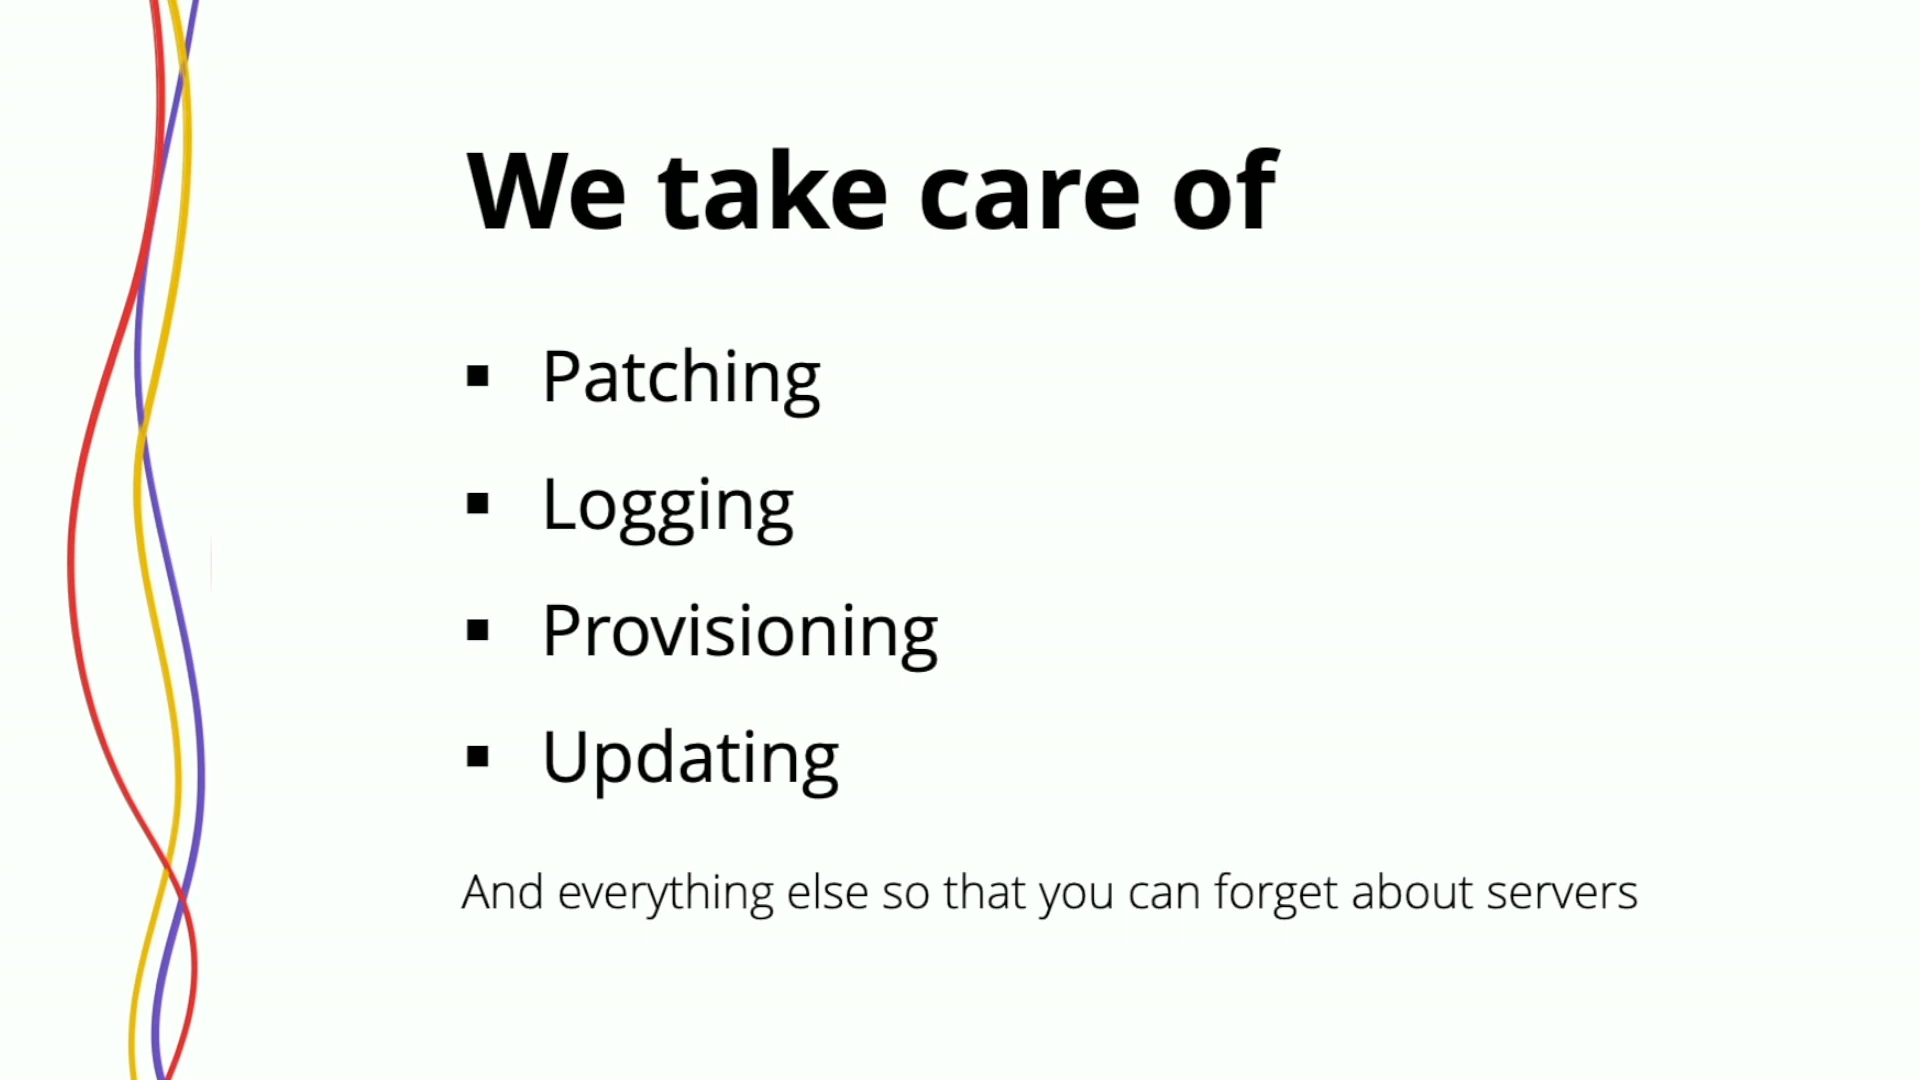 We take care of
▪ Patching
▪ Logging
▪ Provisioning
▪ Updating
And everything else so that you can forget about servers